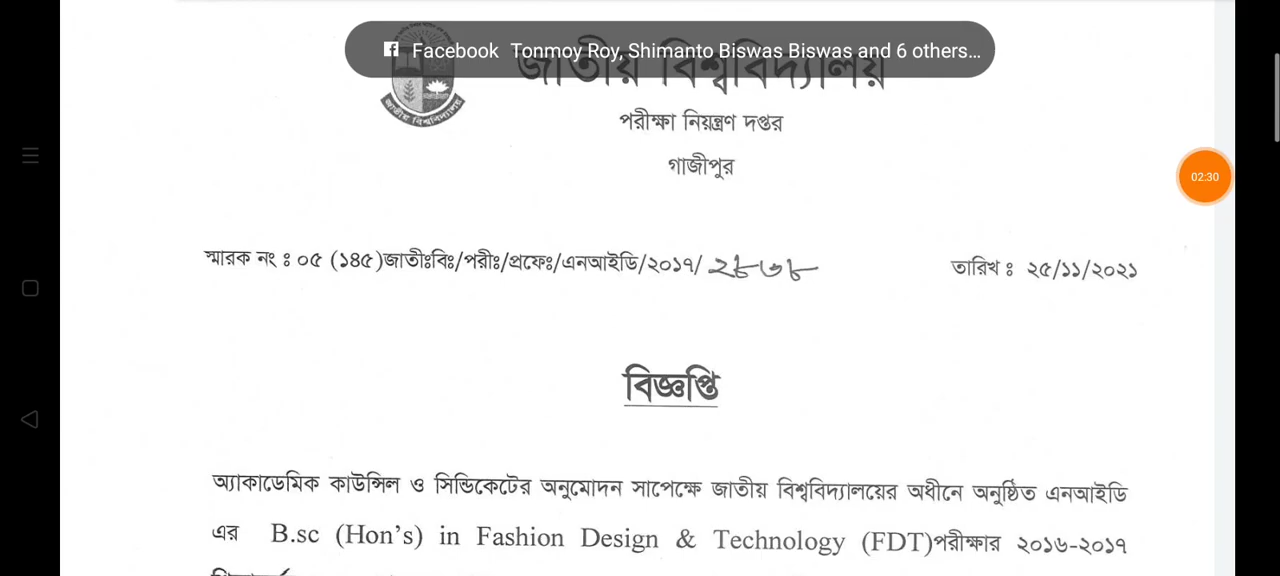 Facebook Tonmoy Roy, Shimanto Biswas Biswas and 6 others…
জাতীয় বিশ্ববিদ্যালয়
জাতীয় বিশ্ববিদ্যালয়
পরীক্ষা নিয়ন্ত্রণ দপ্তর
গাজীপুর
02:30
স্মারক নং ঃ ০৫ (১৪৫)জাতীঃবিঃ/পরীঃ/প্রফেঃ/এনআইডি/২০১৭/ ২৮৩৮
তারিখ ঃ ২৫/১১/২০২১
বিজ্ঞপ্তি
অ্যাকাডেমিক কাউন্সিল ও সিন্ডিকেটের অনুমোদন সাপেক্ষে জাতীয় বিশ্ববিদ্যালয়ের অধীনে অনুষ্ঠিত এনআইডি
এর B.sc (Hon’s) in Fashion Design & Technology (FDT)পরীক্ষার ২০১৬-২০১৭